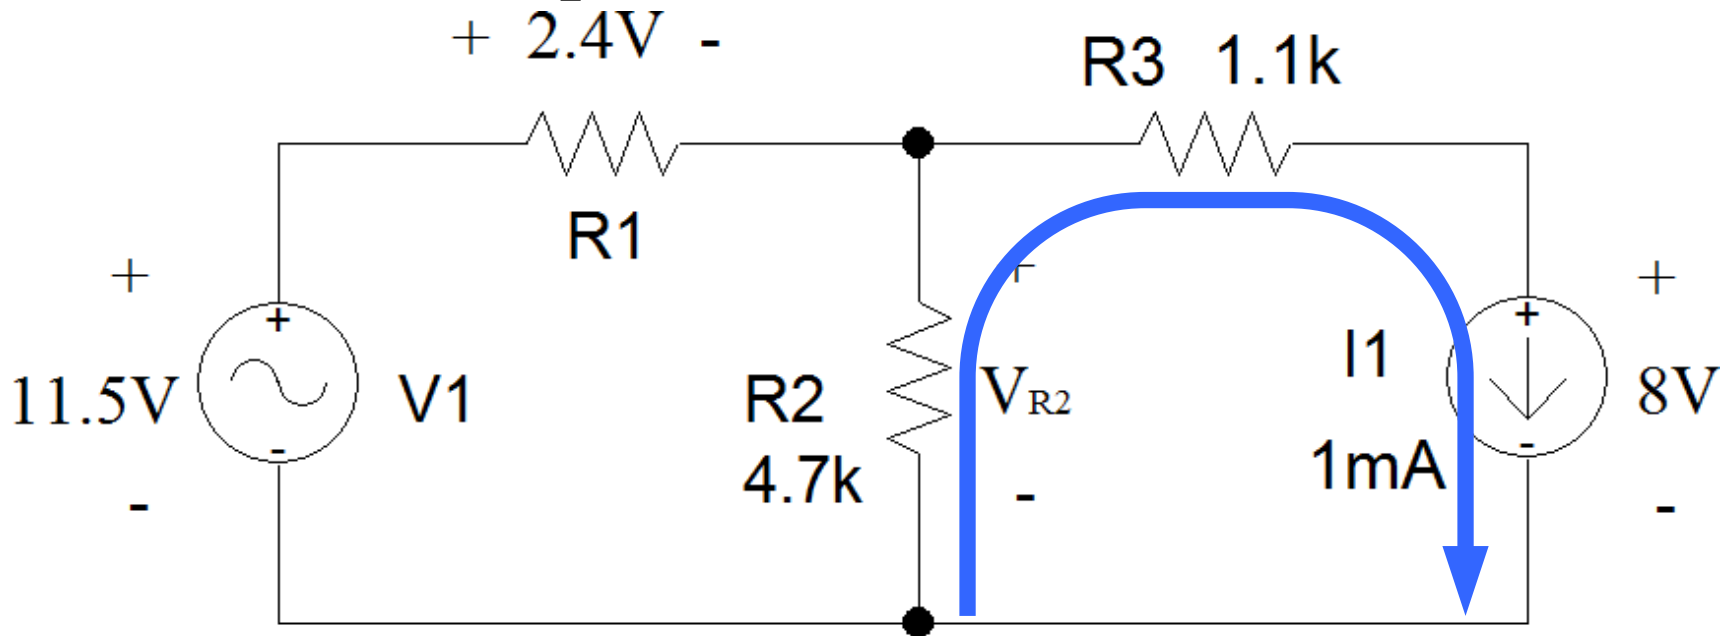 + 2.4V -
R3 1.1k
R1
+
11.5V
-
+
-
V1
R2
4.7k
+
VR2
-
I1
1mA
+
-
+
8V
-